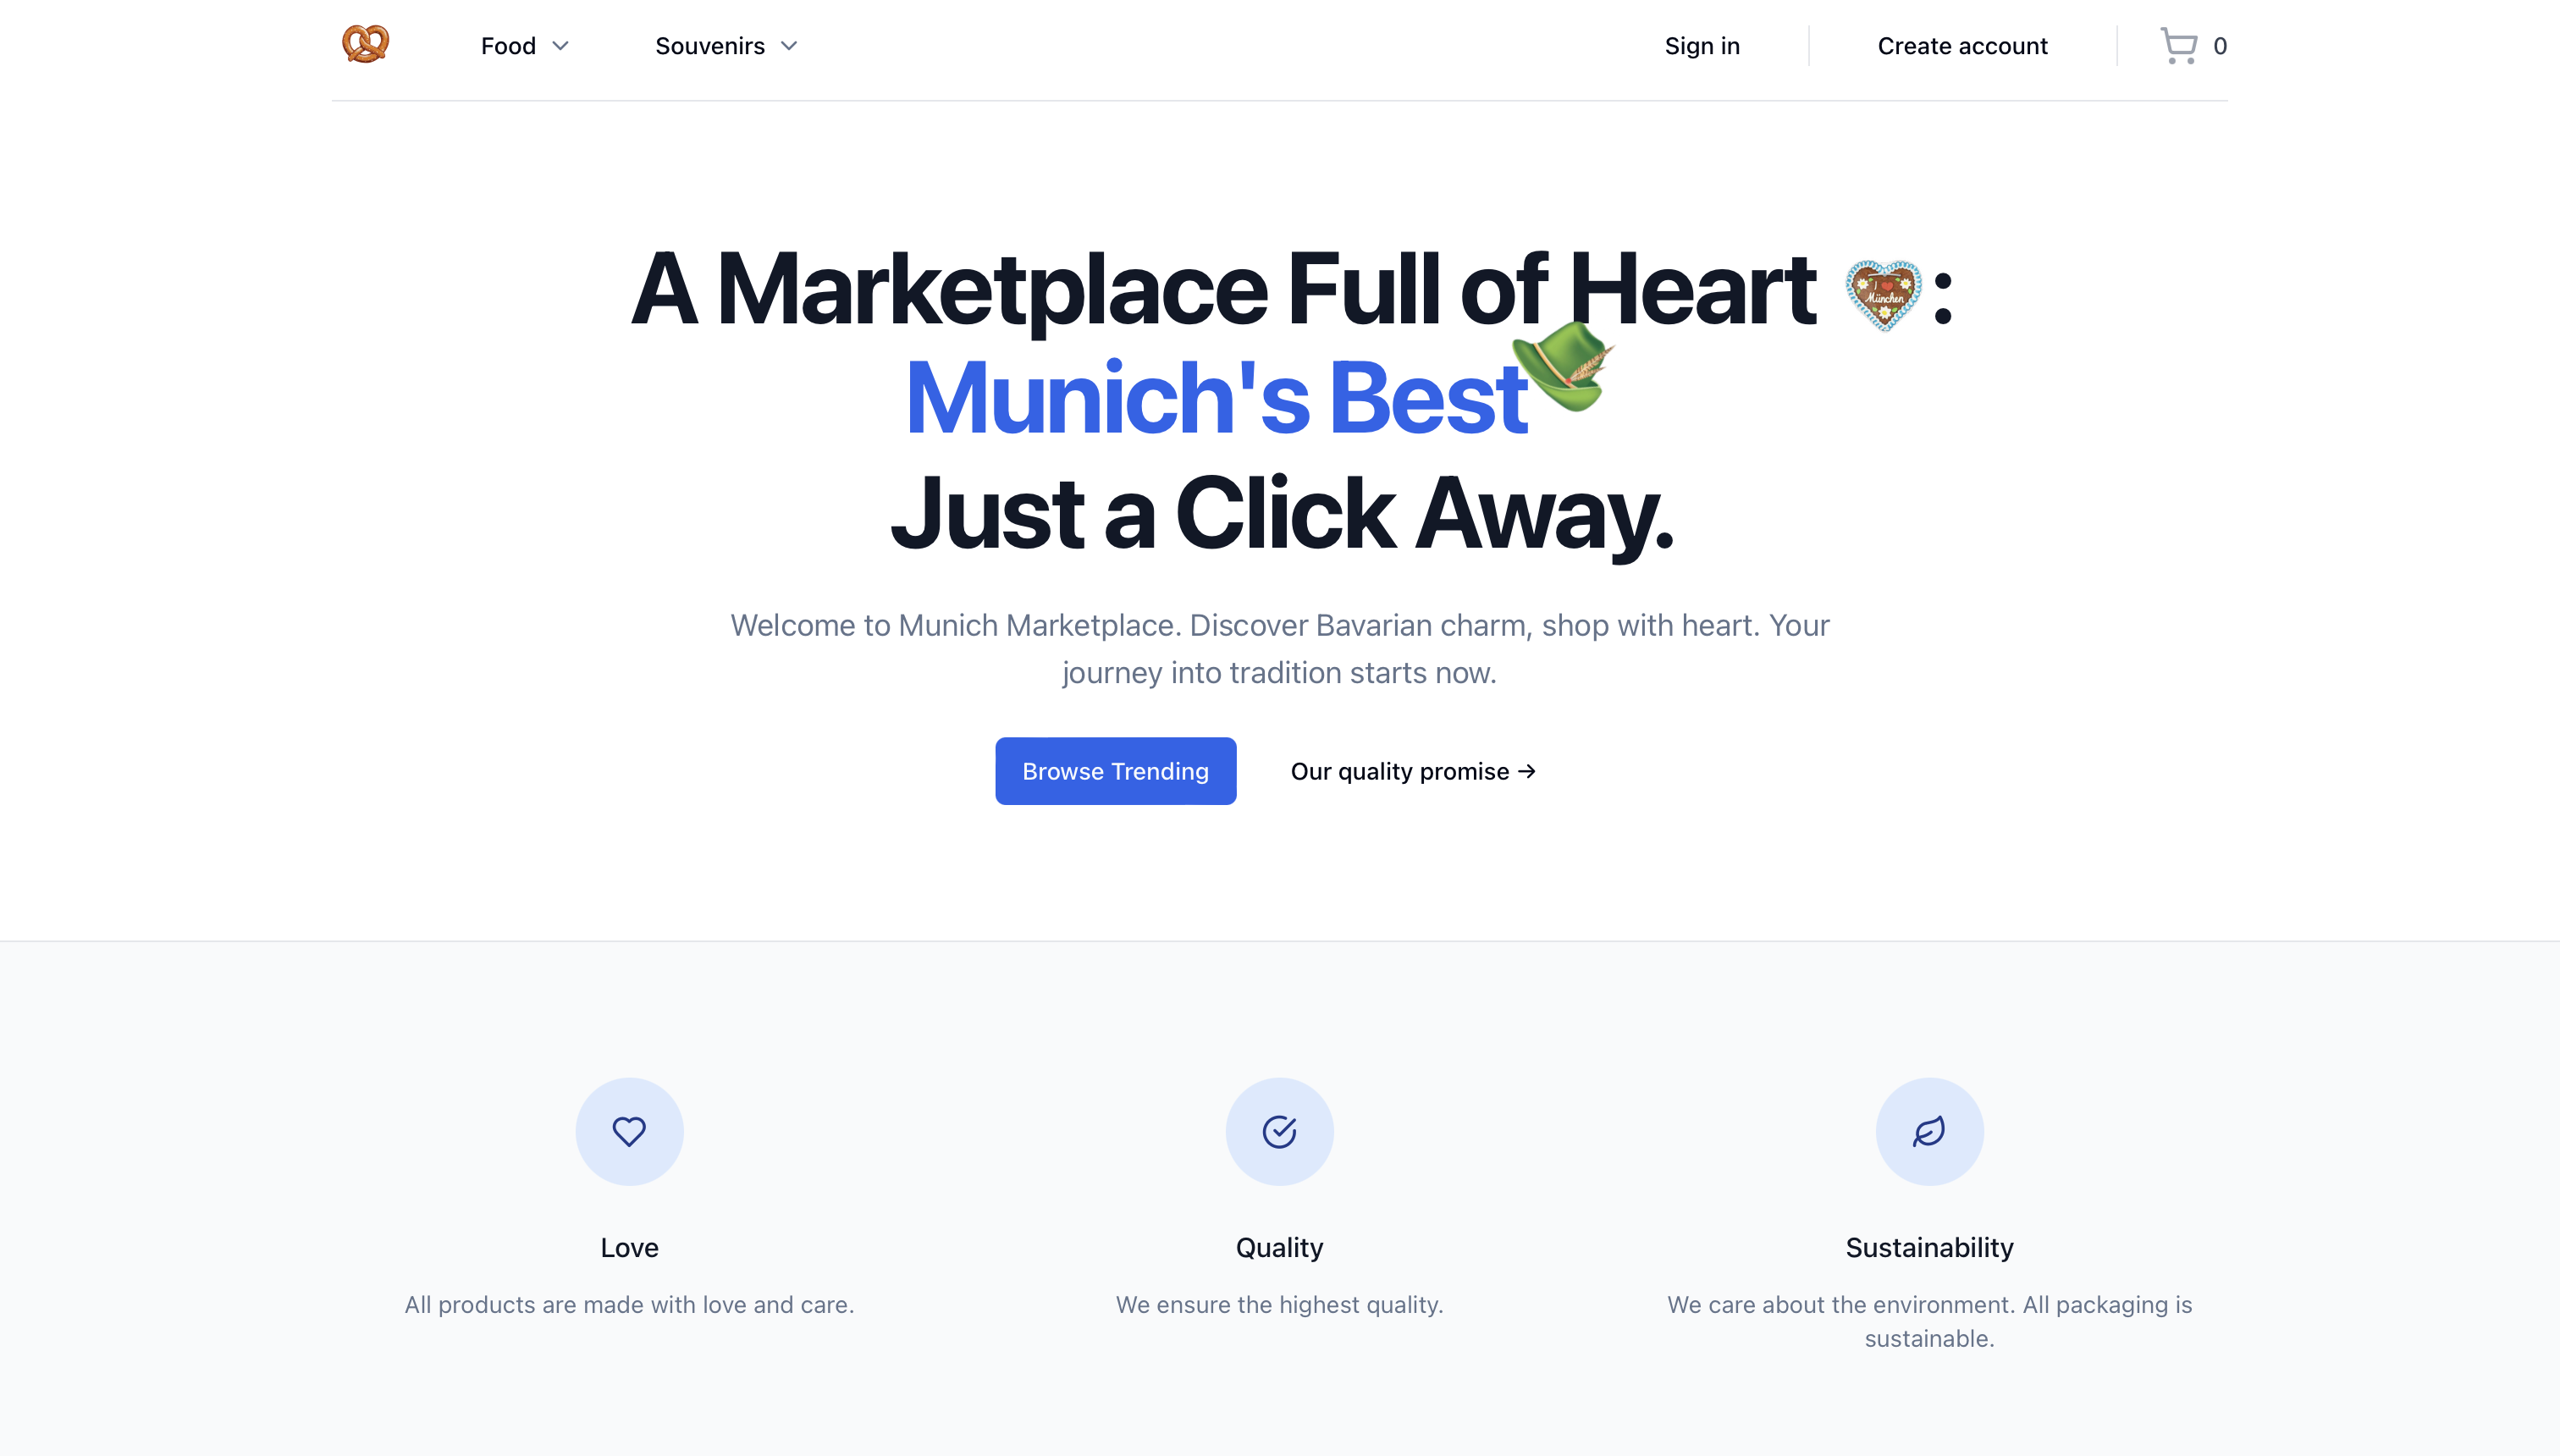 Food
Souvenirs
Sign in
Create account
0
A Marketplace Full of Heart :
I ❤ München
Munich's Best
Just a Click Away.
Welcome to Munich Marketplace. Discover Bavarian charm, shop with heart. Your
journey into tradition starts now.
Browse Trending
Our quality promise →
Love
All products are made with love and care.
Quality
We ensure the highest quality.
Sustainability
We care about the environment. All packaging is
sustainable.